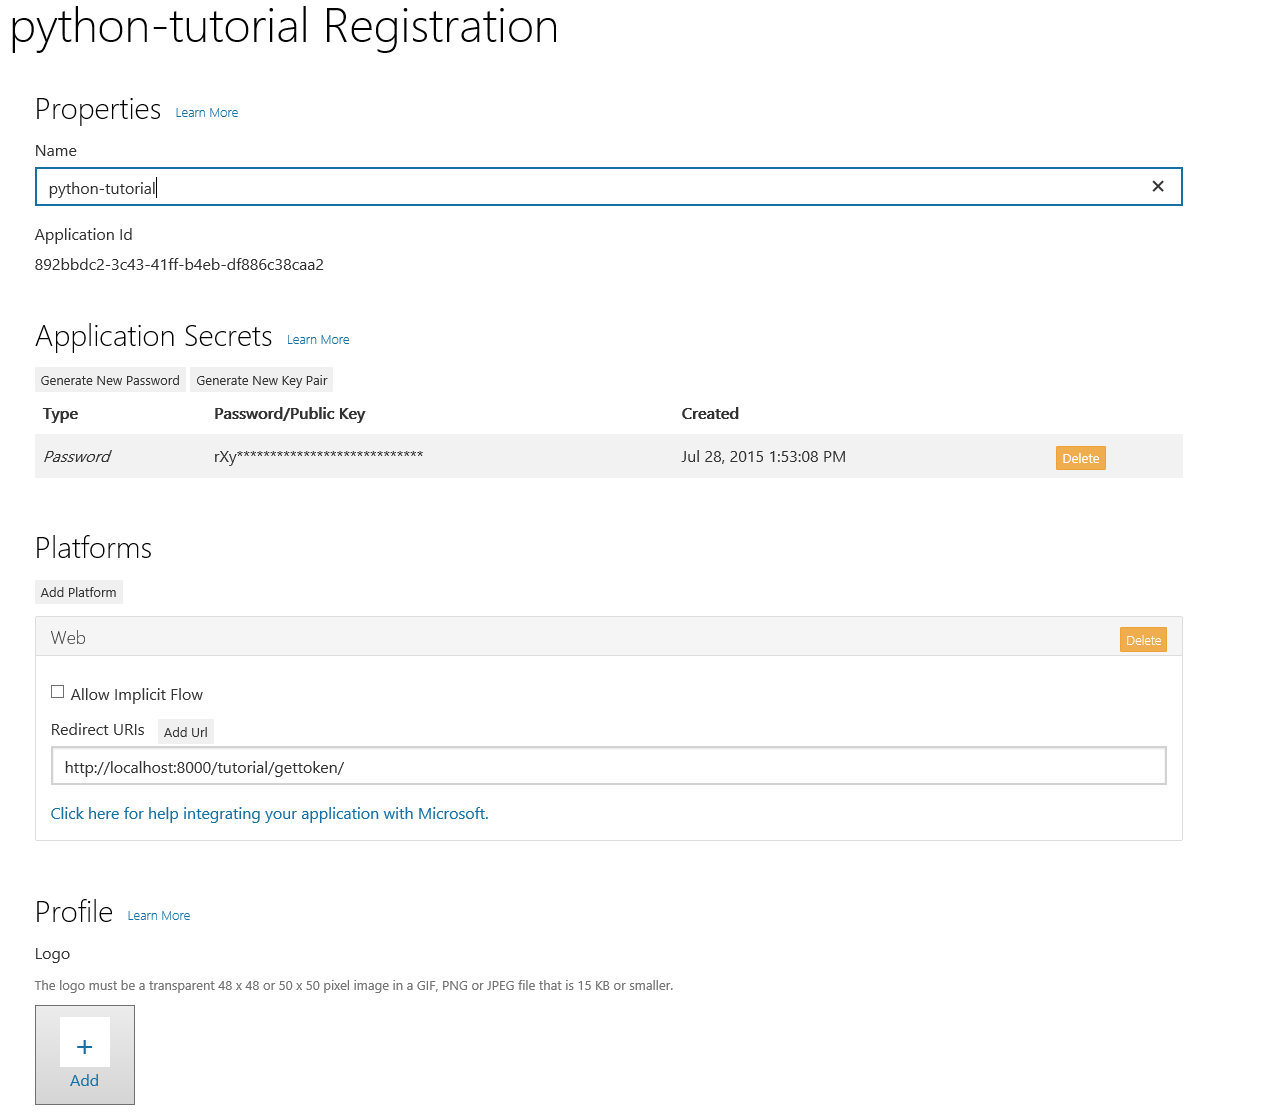 python-tutorial Registration
Properties Learn More
Name
python-tutorial
Application Id
892bbdc2-3c43-41ff-b4eb-df886c38caa2
Application Secrets Learn More
Generate New Password Generate New Key Pair
Type Password/Public Key Created
Password rXy**************************** Jul 28, 2015 1:53:08 PM Delete
Platforms
Add Platform
Web Delete
Allow Implicit Flow
Redirect URIs Add Url
http://localhost:8000/tutorial/gettoken/
Click here for help integrating your application with Microsoft.
Profile Learn More
Logo
The logo must be a transparent 48 x 48 or 50 x 50 pixel image in a GIF, PNG or JPEG file that is 15 KB or smaller.
+
Add